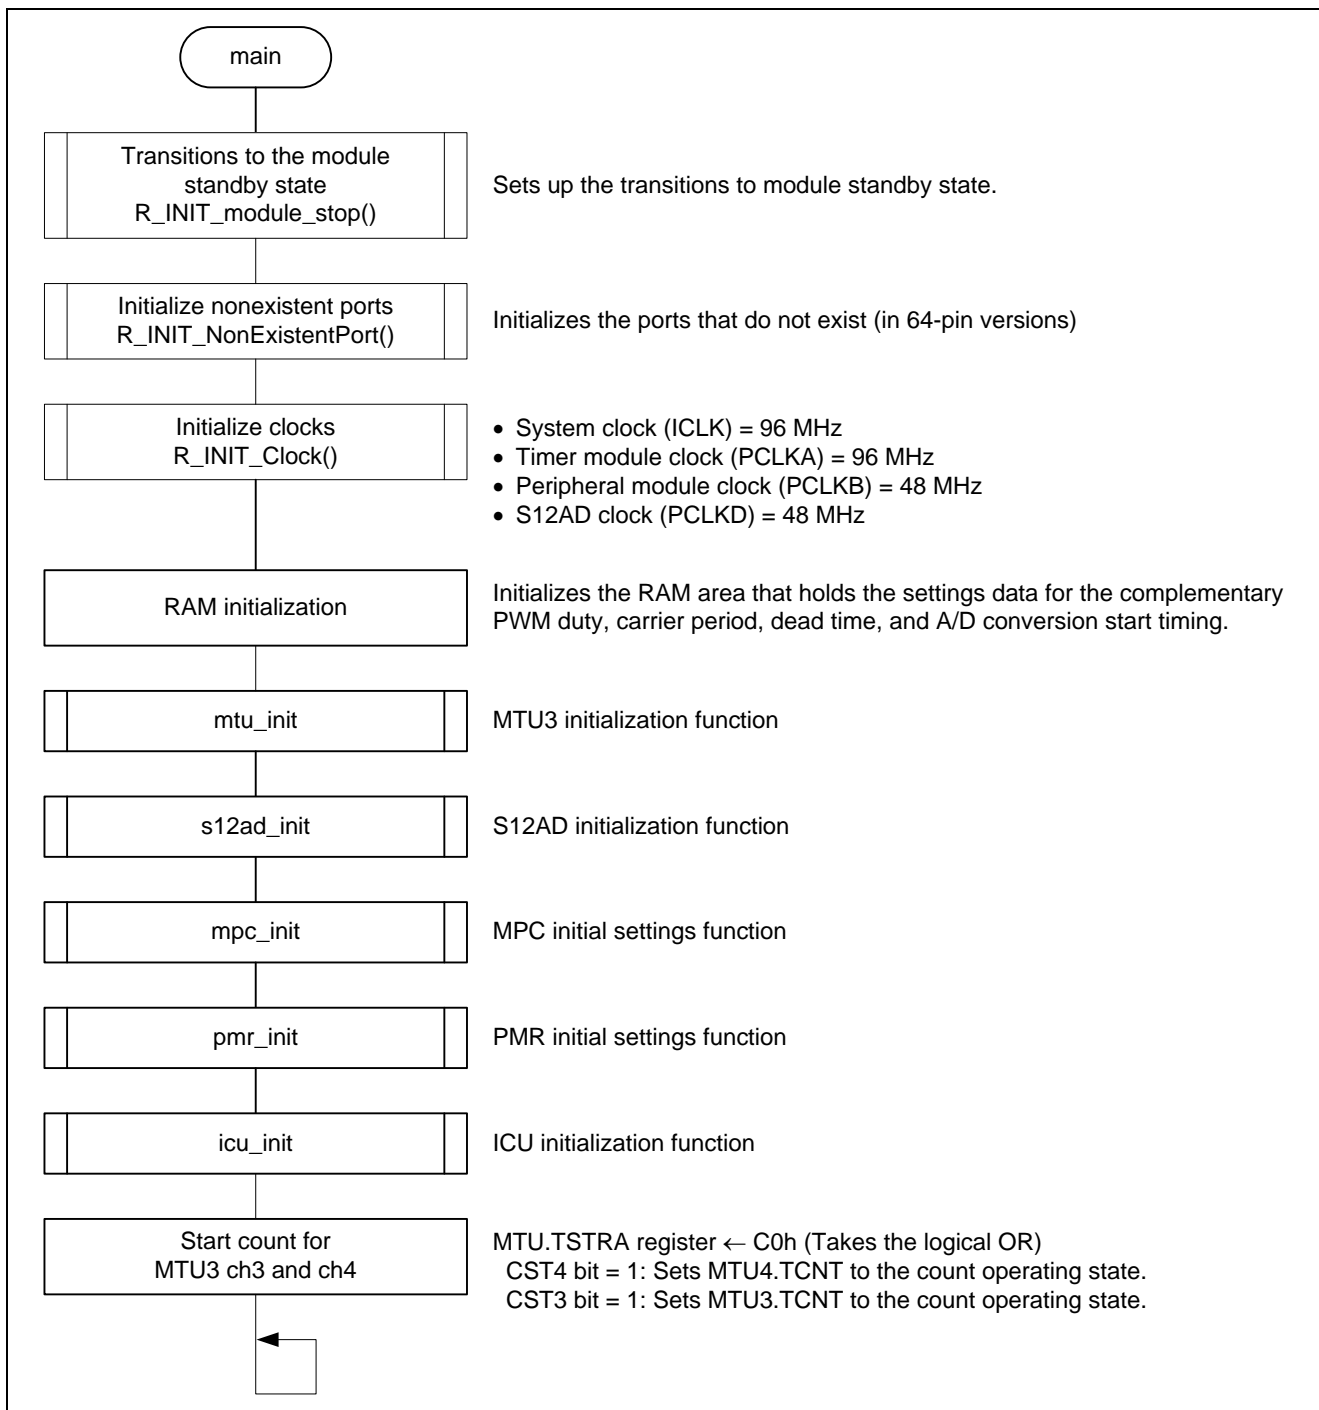 main
Transitions to the module
standby state
R_INIT_module_stop()
Sets up the transitions to module standby state.
Initialize nonexistent ports
R_INIT_NonExistentPort()
Initializes the ports that do not exist (in 64-pin versions)
Initialize clocks
R_INIT_Clock()
• System clock (ICLK) = 96 MHz
• Timer module clock (PCLKA) = 96 MHz
• Peripheral module clock (PCLKB) = 48 MHz
• S12AD clock (PCLKD) = 48 MHz
RAM initialization
Initializes the RAM area that holds the settings data for the complementary
PWM duty, carrier period, dead time, and A/D conversion start timing.
mtu_init
MTU3 initialization function
s12ad_init
S12AD initialization function
mpc_init
MPC initial settings function
pmr_init
PMR initial settings function
icu_init
ICU initialization function
Start count for
MTU3 ch3 and ch4
MTU.TSTRA register ← C0h (Takes the logical OR)
CST4 bit = 1: Sets MTU4.TCNT to the count operating state.
CST3 bit = 1: Sets MTU3.TCNT to the count operating state.